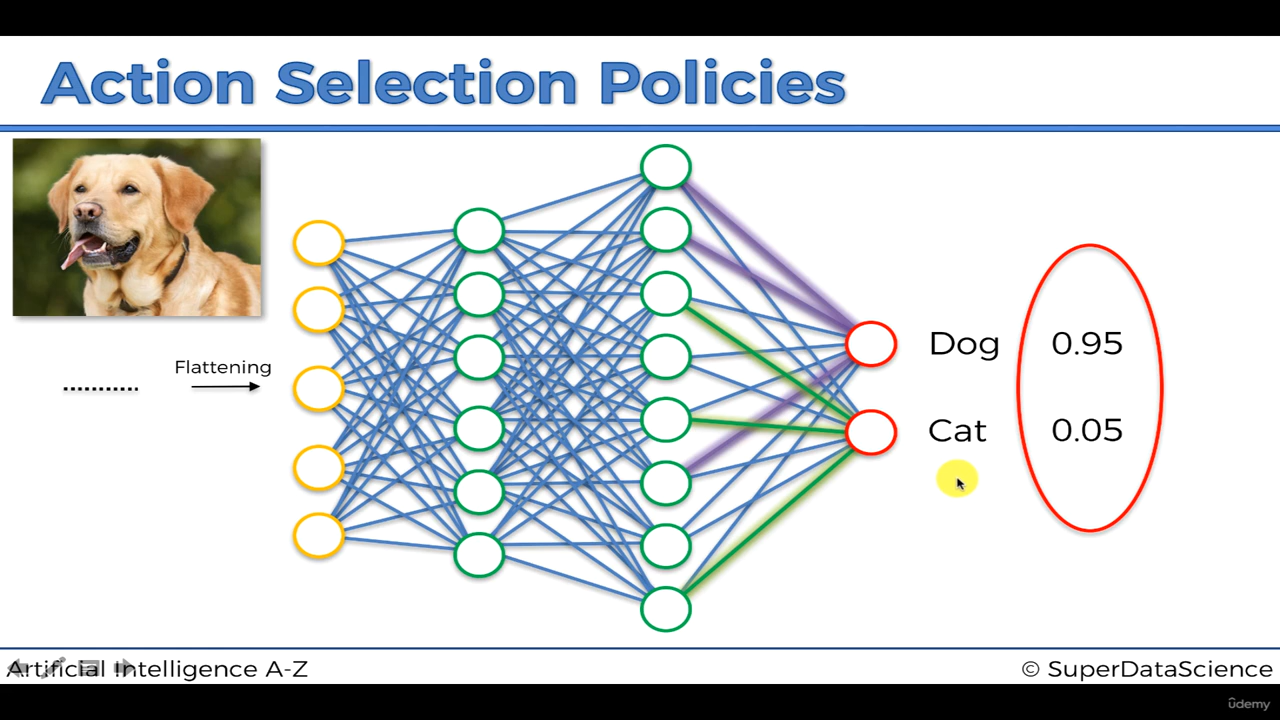 Action Selection Policies
Flattening
Dog 0.95
Cat 0.05
Artificial Intelligence A-Z
© SuperDataScience
ûdemy